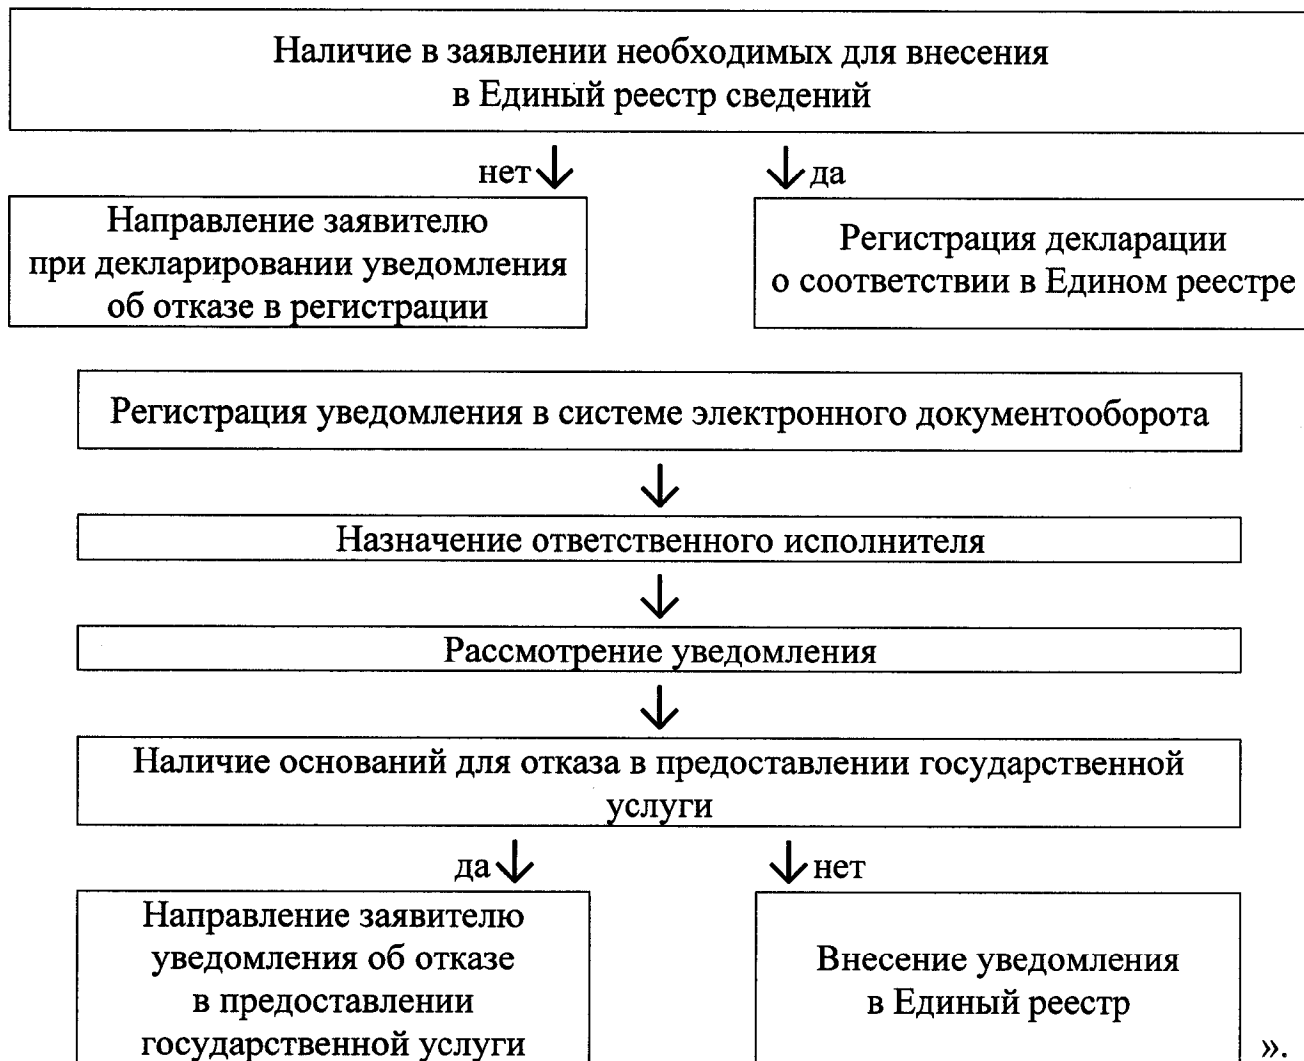 Наличие в заявлении необходимых для внесения
в Единый реестр сведений
нет
да
Направление заявителю
при декларировании уведомления
об отказе в регистрации
Регистрация декларации
о соответствии в Едином реестре
Регистрация уведомления в системе электронного документооборота
Назначение ответственного исполнителя
Рассмотрение уведомления
Наличие оснований для отказа в предоставлении государственной
услуги
да
нет
Направление заявителю
уведомления об отказе
в предоставлении
государственной услуги
Внесение уведомления
в Единый реестр
».